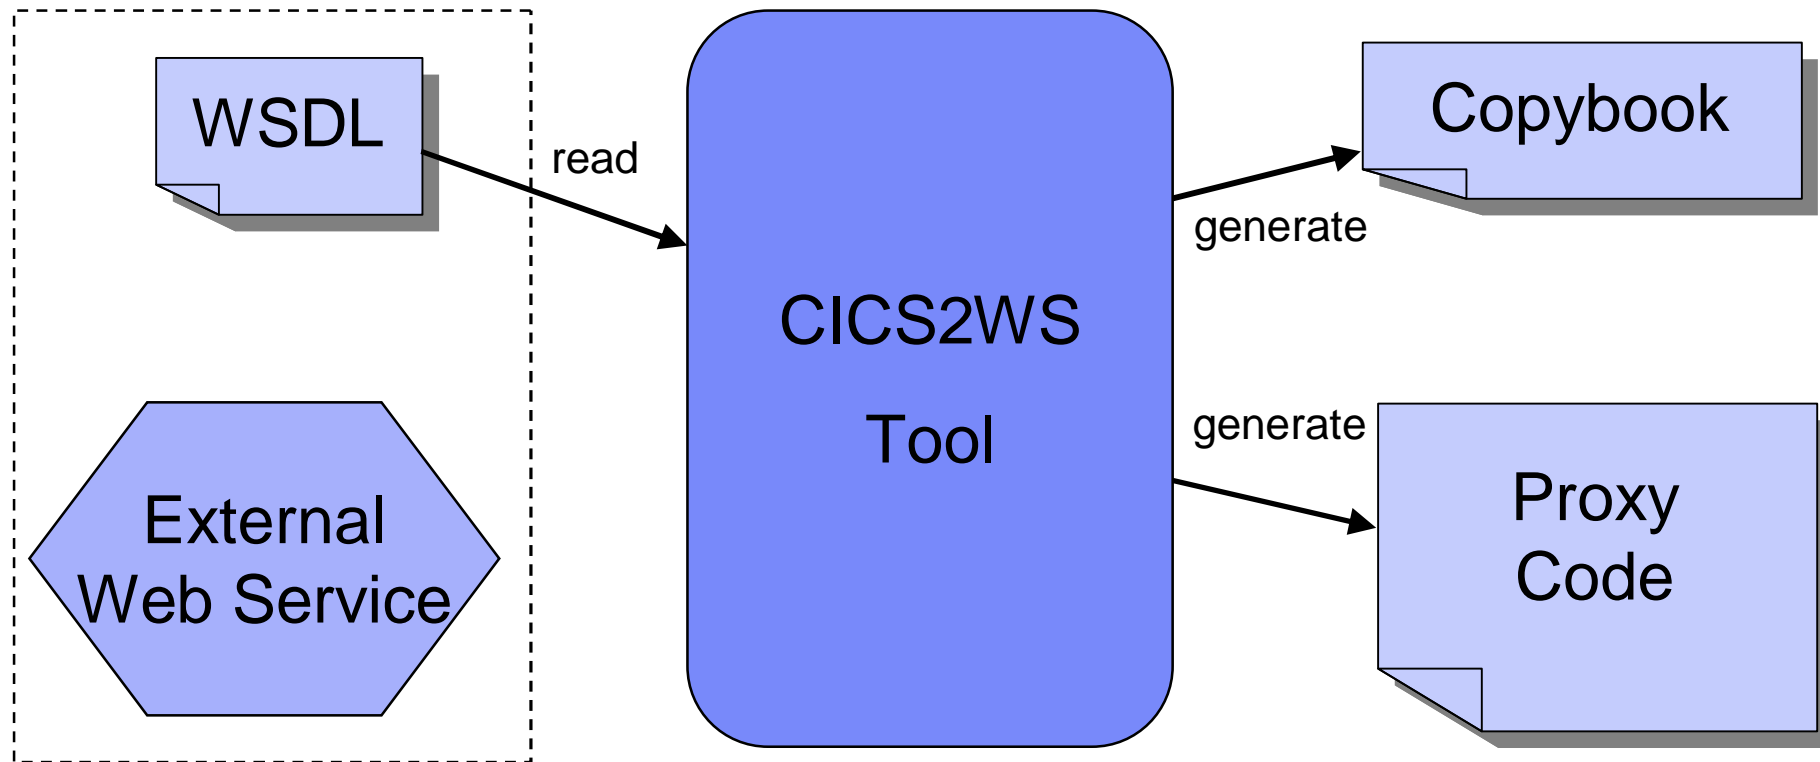 WSDL
read
External
Web Service
CICS2WS
Tool
generate
Copybook
generate
Proxy
Code